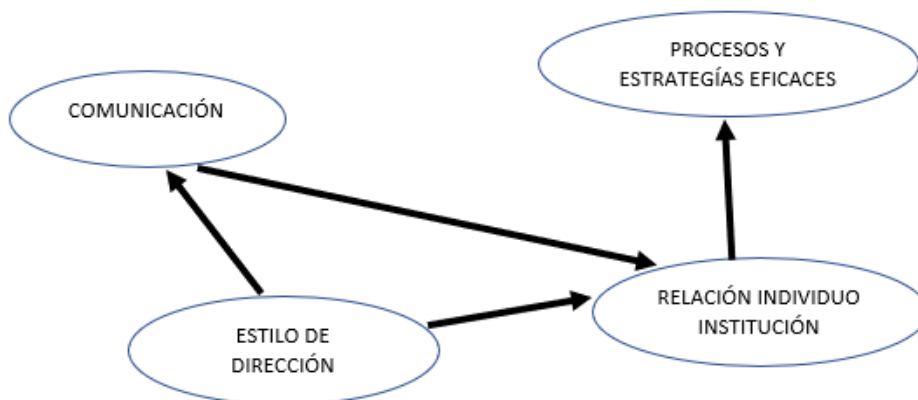 PROCESOS Y
ESTRATEGÍAS EFICACES
COMUNICACIÓN
RELACIÓN INDIVIDUO
INSTITUCIÓN
ESTILO DE
DIRECCIÓN